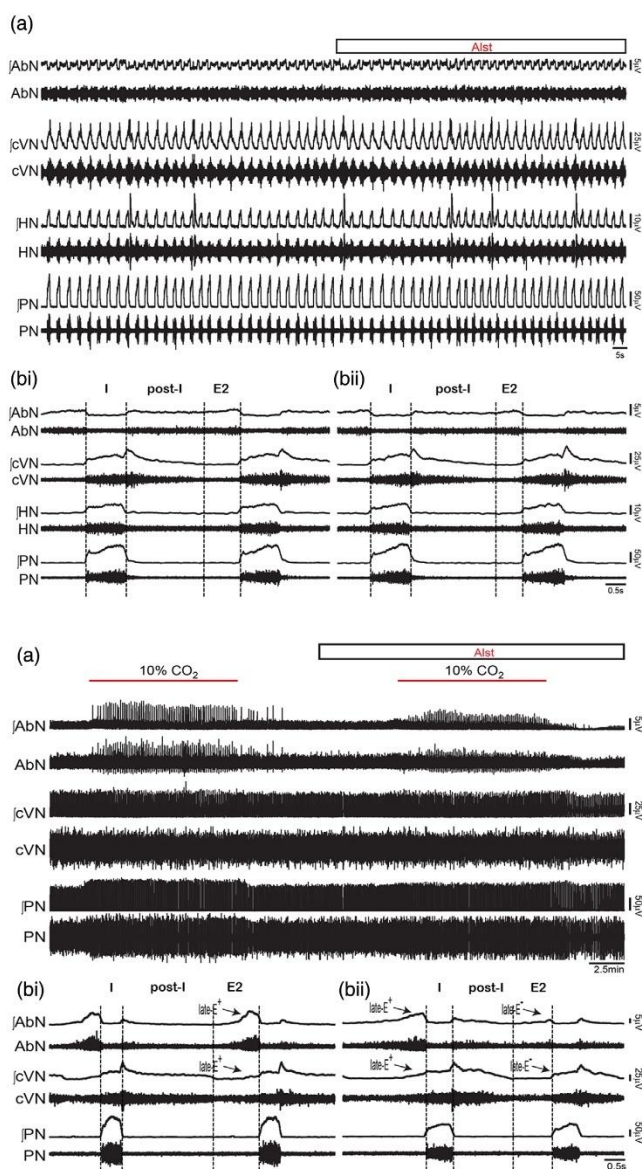 (a)
Alst
∫AbN
5µV
AbN
∫cVN
25µV
cVN
∫HN
10µV
HN
∫PN
50µV
PN
5s
(bi) (bii)
I post-I E2 I post-I E2
∫AbN
5µV
AbN
∫cVN
25µV
cVN
∫HN
10µV
HN
∫PN
50µV
PN
0.5s
(a)
Alst
10% CO₂ 10% CO₂
∫AbN
5µV
AbN
∫cVN
25µV
cVN
∫PN
50µV
PN
2.5min
(bi) (bii)
I post-I E2 I post-I E2
late-E⁺ late-E⁺ late-E⁻
∫AbN
5µV
AbN
late-E⁺ late-E⁺ late-E⁻
∫cVN
25µV
cVN
∫PN
50µV
PN
0.5s